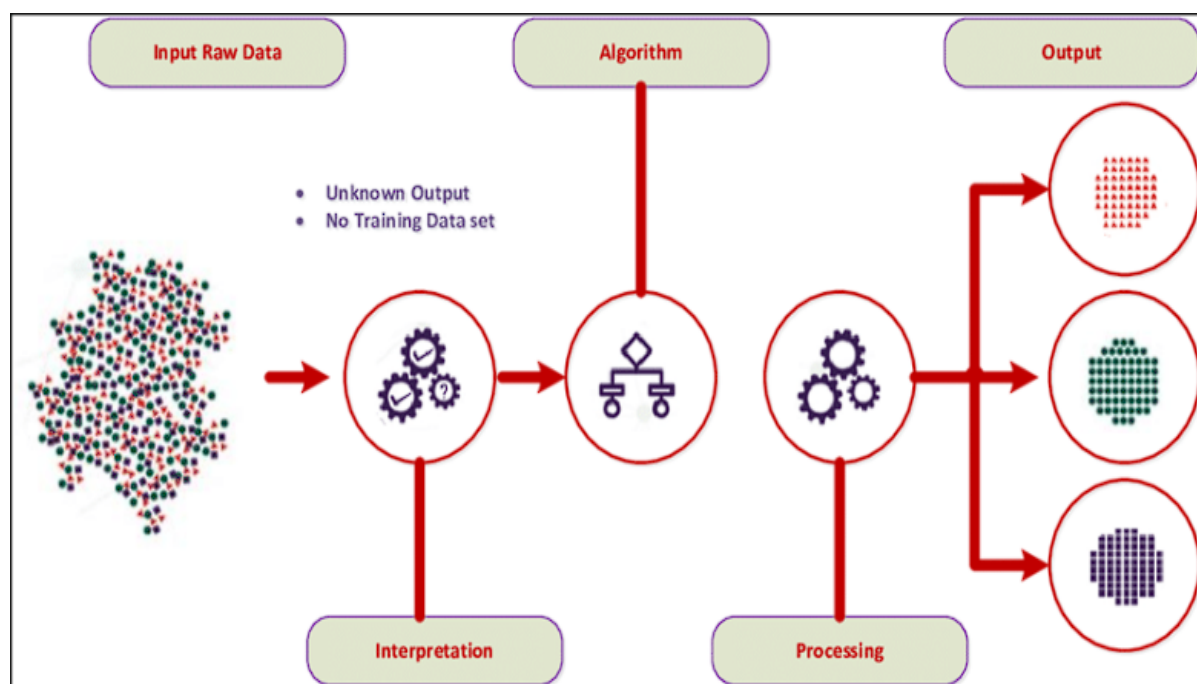 Input Raw Data
Algorithm
Output
• Unknown Output
• No Training Data set
?
Interpretation
Processing